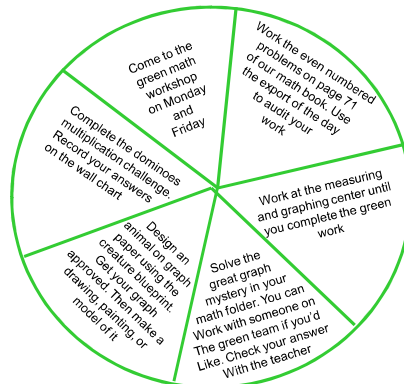 Come to the
green math
workshop
on Monday
and
Friday
Work the even numbered
problems on page 71
of our math book. Use
the export of the day
to audit your
work
Work at the measuring
and graphing center until
you complete the green
work
Solve the
great graph
mystery in your
math folder. You can
Work with someone on
The green team if you'd
Like. Check your answer
With the teacher
Design an
animal on graph
paper using the
creature blueprint.
Get your graph
approved. Then make a
drawing, painting, or
model of it
Complete the dominoes
multiplication challenge.
Record your answers
on the wall chart